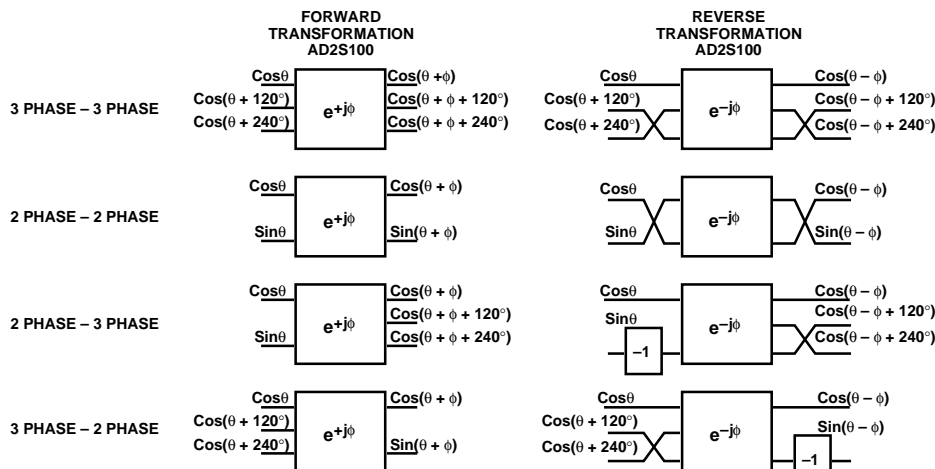 FORWARD
TRANSFORMATION
AD2S100
REVERSE
TRANSFORMATION
AD2S100
3 PHASE – 3 PHASE
Cosθ
Cos(θ + 120°)
Cos(θ + 240°)
e+jϕ
Cos(θ +ϕ)
Cos(θ + ϕ + 120°)
Cos(θ + ϕ + 240°)
Cosθ
Cos(θ + 120°)
Cos(θ + 240°)
e–jϕ
Cos(θ – ϕ)
Cos(θ – ϕ + 120°)
Cos(θ – ϕ + 240°)
2 PHASE – 2 PHASE
Cosθ
Sinθ
e+jϕ
Cos(θ + ϕ)
Sin(θ + ϕ)
Cosθ
Sinθ
e–jϕ
Cos(θ – ϕ)
Sin(θ – ϕ)
2 PHASE – 3 PHASE
Cosθ
Sinθ
e+jϕ
Cos(θ + ϕ)
Cos(θ + ϕ + 120°)
Cos(θ + ϕ + 240°)
Cosθ
Sinθ
–1
e–jϕ
Cos(θ – ϕ)
Cos(θ – ϕ + 120°)
Cos(θ – ϕ + 240°)
3 PHASE – 2 PHASE
Cosθ
Cos(θ + 120°)
Cos(θ + 240°)
e+jϕ
Cos(θ + ϕ)
Sin(θ + ϕ)
Cosθ
Cos(θ + 120°)
Cos(θ + 240°)
e–jϕ
Cos(θ – ϕ)
Sin(θ – ϕ)
–1